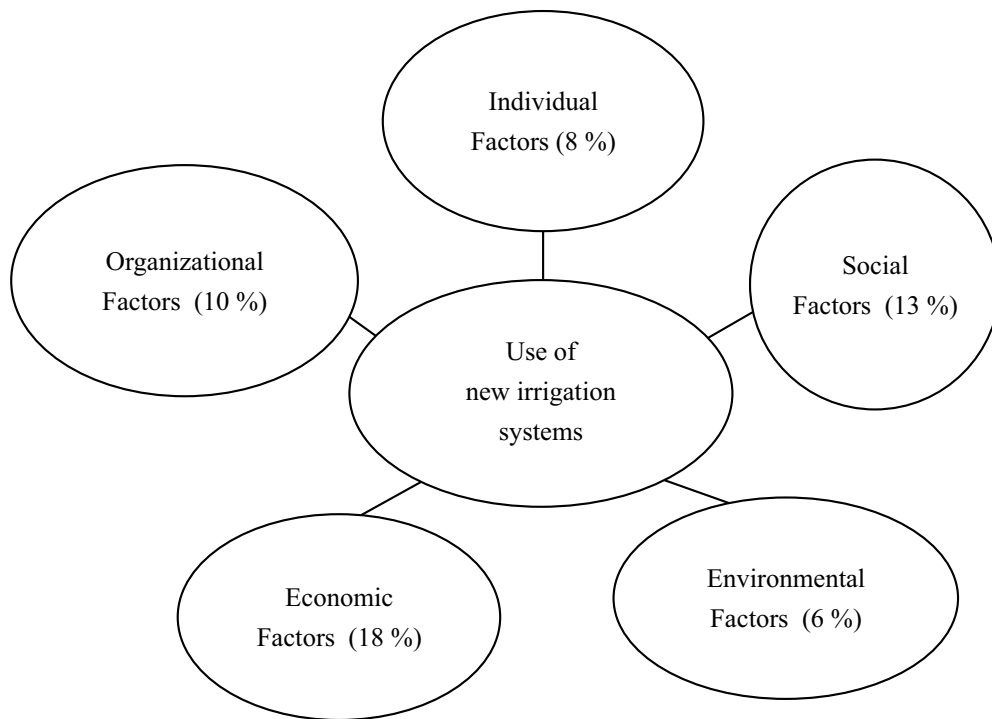 Individual
Factors (8 %)
Organizational
Factors (10 %)
Social
Factors (13 %)
Use of
new irrigation
systems
Economic
Factors (18 %)
Environmental
Factors (6 %)